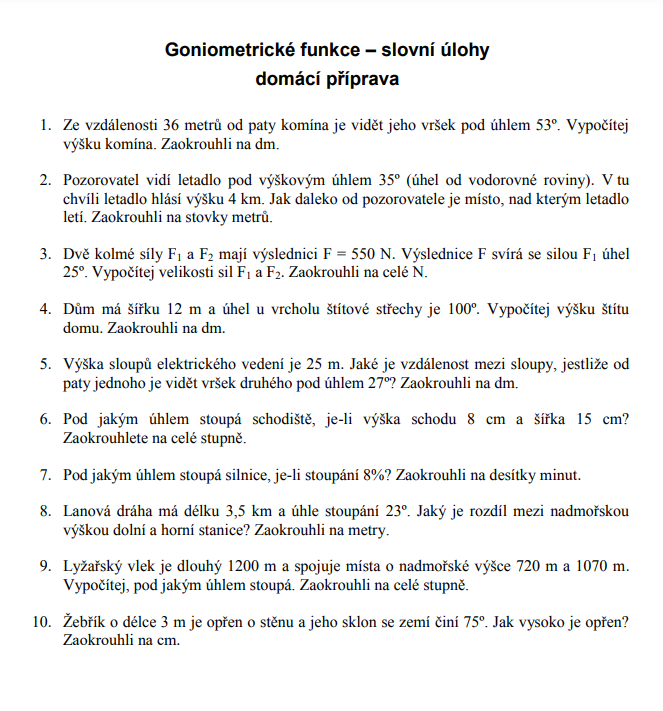 Goniometrické funkce – slovní úlohy
domácí příprava
1. Ze vzdálenosti 36 metrů od paty komína je vidět jeho vršek pod úhlem 53º. Vypočítej
výšku komína. Zaokrouhli na dm.
2. Pozorovatel vidí letadlo pod výškovým úhlem 35º (úhel od vodorovné roviny). V tu
chvíli letadlo hlásí výšku 4 km. Jak daleko od pozorovatele je místo, nad kterým letadlo
letí. Zaokrouhli na stovky metrů.
3. Dvě kolmé síly F₁ a F₂ mají výslednici F = 550 N. Výslednice F svírá se silou F₁ úhel
25º. Vypočítej velikosti sil F₁ a F₂. Zaokrouhli na celé N.
4. Dům má šířku 12 m a úhel u vrcholu štítové střechy je 100º. Vypočítej výšku štítu
domu. Zaokrouhli na dm.
5. Výška sloupů elektrického vedení je 25 m. Jaké je vzdálenost mezi sloupy, jestliže od
paty jednoho je vidět vršek druhého pod úhlem 27º? Zaokrouhli na dm.
6. Pod jakým úhlem stoupá schodiště, je-li výška schodu 8 cm a šířka 15 cm?
Zaokrouhlete na celé stupně.
7. Pod jakým úhlem stoupá silnice, je-li stoupání 8%? Zaokrouhli na desítky minut.
8. Lanová dráha má délku 3,5 km a úhle stoupání 23º. Jaký je rozdíl mezi nadmořskou
výškou dolní a horní stanice? Zaokrouhli na metry.
9. Lyžařský vlek je dlouhý 1200 m a spojuje místa o nadmořské výšce 720 m a 1070 m.
Vypočítej, pod jakým úhlem stoupá. Zaokrouhli na celé stupně.
10. Žebřík o délce 3 m je opřen o stěnu a jeho sklon se zemí činí 75º. Jak vysoko je opřen?
Zaokrouhli na cm.